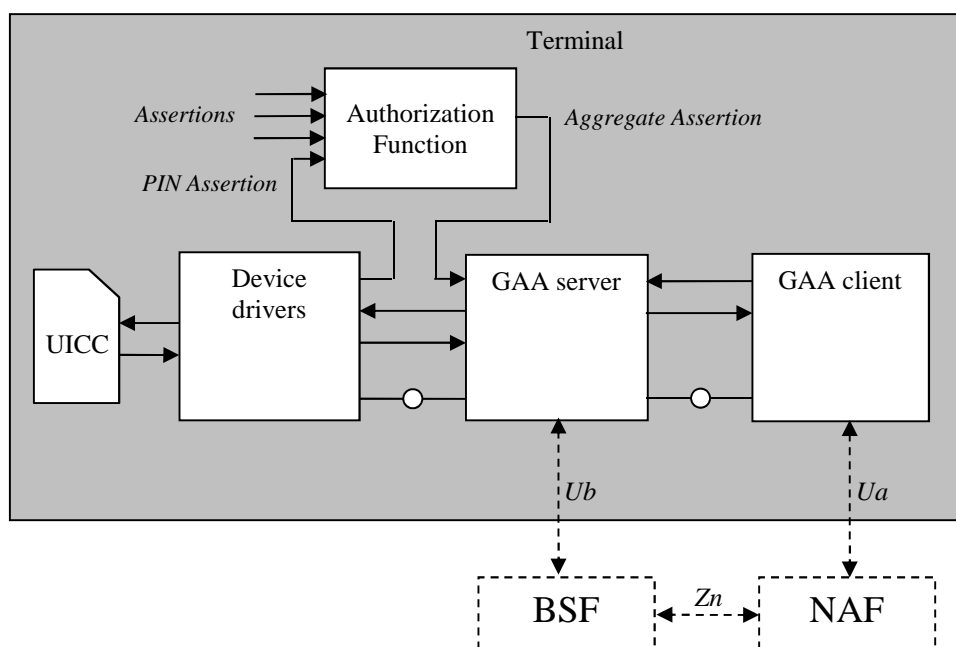 Terminal
Authorization
Function
Assertions
Aggregate Assertion
PIN Assertion
Device
drivers
GAA server
GAA client
UICC
Ub
Ua
BSF
Zn
NAF